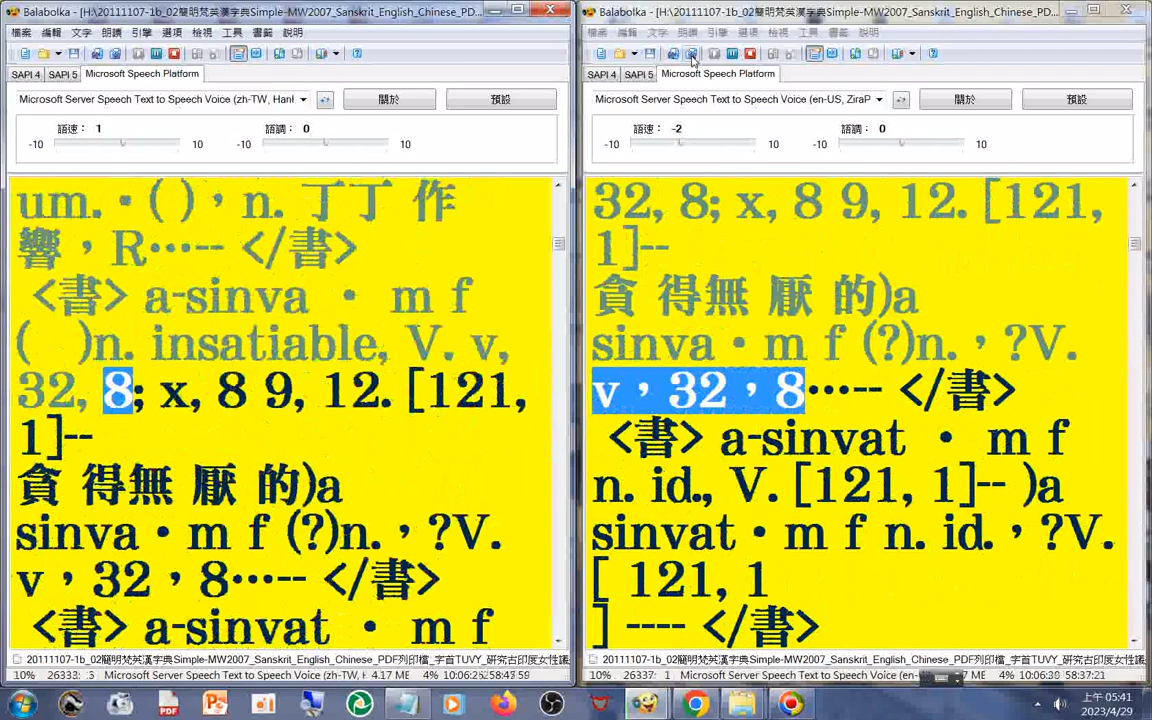 Balabolka - [H:\20111107-1b_02簡明梵英漢字典Simple-MW2007_Sanskrit_English_Chinese_PD...
檔案 編輯 文字 朗讀 引擎 選項 檢視 工具 書籤 說明
SAPI 4 SAPI 5 Microsoft Speech Platform
Microsoft Server Speech Text to Speech Voice (zh-TW, Hanl
關於 預設
語速： 1 語調： 0
-10 10 -10 10
um.・( )，n. 丁丁 作
響，R…-- </書>
<書> a-sinva ・ m f
( )n. insatiable, V. v,
32, 8; x, 8 9, 12. [121,
1]--
貪 得無 厭 的)a
sinva・m f (?)n.，?V.
v，32，8…-- </書>
<書> a-sinvat ・ m f
20111107-1b_02簡明梵英漢字典Simple-MW2007_Sanskrit_English_Chinese_PDF列印檔_字首TUVY_研究古印度女性議
10% 26333: :3 Microsoft Server Speech Text to Speech Voice (zh-TW, 4.17 ME 4% 10:06:25
Balabolka - [H:\20111107-1b_02簡明梵英漢字典Simple-MW2007_Sanskrit_English_Chinese_PDF...
檔案 編輯 文字 朗讀 引擎 選項 檢視 工具 書籤 說明
SAPI 4 SAPI 5 Microsoft Speech Platform
Microsoft Server Speech Text to Speech Voice (en-US, ZiraP
關於 預設
語速： -2 語調： 0
-10 10 -10 10
32, 8; x, 8 9, 12. [121,
1]--
貪 得無 厭 的)a
sinva・m f (?)n.，?V.
v，32，8…-- </書>
<書> a-sinvat ・ m f
n. id., V. [121, 1]-- )a
sinvat・m f n. id.，?V.
[ 121, 1
] ---- </書>
20111107-1b_02簡明梵英漢字典Simple-MW2007_Sanskrit_English_Chinese_PDF列印檔_字首TUVY_研究古印度女性議
10% 26337: 1 Microsoft Server Speech Text to Speech Voice (en- ME 4% 10:06:30 58:37:21
上午 05:41
2023/4/29